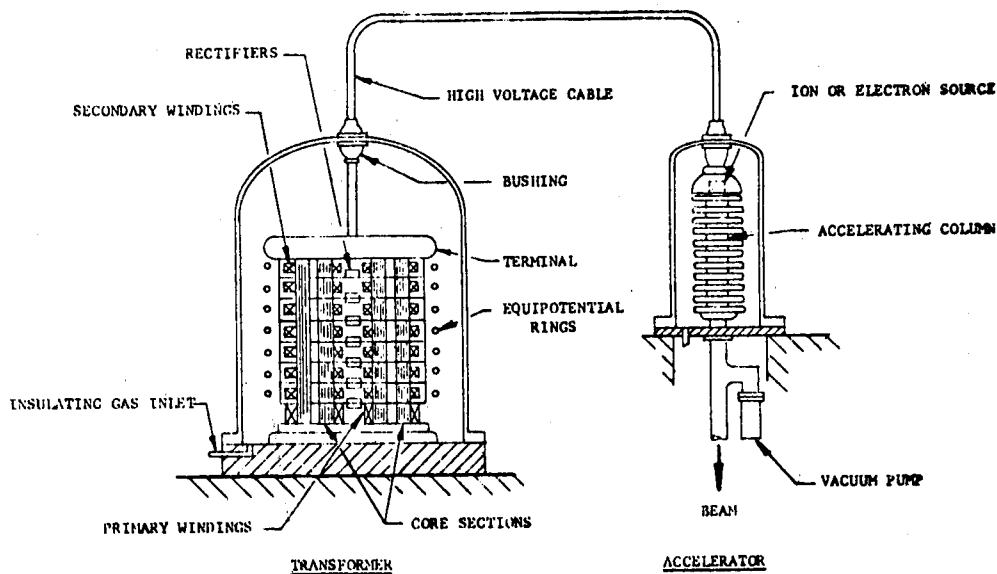 RECTIFIERS
HIGH VOLTAGE CABLE
ION OR ELECTRON SOURCE
SECONDARY WINDINGS
BUSHING
ACCELERATING COLUMN
TERMINAL
EQUIPOTENTIAL
RINGS
INSULATING GAS INLET
VACUUM PUMP
BEAM
PRIMARY WINDINGS
CORE SECTIONS
TRANSFORMER
ACCELERATOR